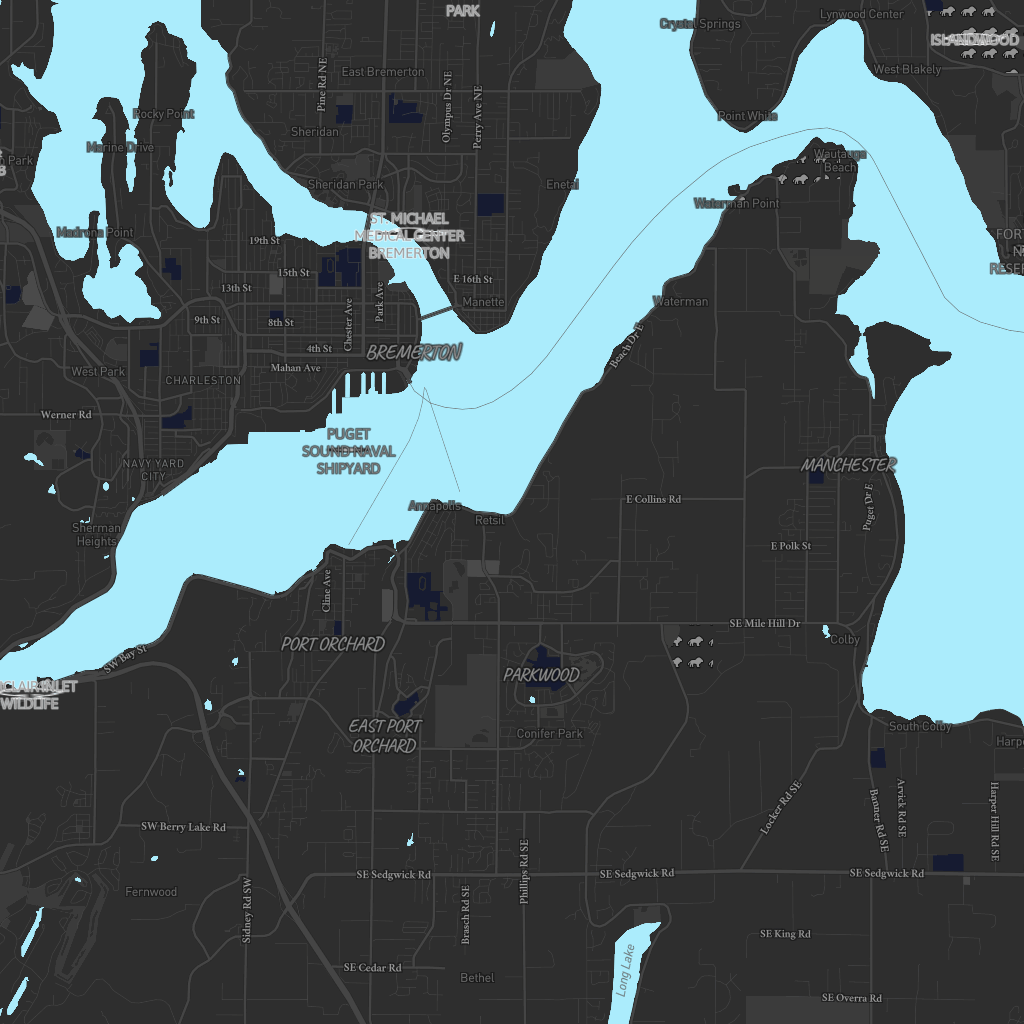 PARK
Crystal Springs
Lynwood Center
East Bremerton
West Blakely
Pine Rd NE
Olympus Dr NE
Perry Ave NE
Rocky Point
Sheridan
Point White
Marine Drive
Wautauga
Beach
Sheridan Park
Enetai
Waterman Point
Madrona Point
ST. MICHAEL
MEDICAL CENTER
BREMERTON
19th St
15th St
13th St
E 16th St
Park Ave
Chester Ave
Manette
Waterman
9th St
8th St
4th St
BREMERTON
Beach Dr E
Mahan Ave
West Park
CHARLESTON
Werner Rd
PUGET
SOUND NAVAL
SHIPYARD
NAVY YARD
CITY
MANCHESTER
Annapolis
Retsil
E Collins Rd
Puget Dr E
Sherman
Heights
E Polk St
Cline Ave
SE Mile Hill Dr
Colby
PORT ORCHARD
SW Bay St
PARKWOOD
WILDLIFE
EAST PORT
ORCHARD
Conifer Park
South Colby
Locker Rd SE
Banner Rd SE
Arvick Rd SE
Harper Hill Rd SE
SW Berry Lake Rd
Phillips Rd SE
SE Sedgwick Rd
SE Sedgwick Rd
SE Sedgwick Rd
Fernwood
Sidney Rd SW
Brasch Rd SE
SE King Rd
Long Lake
SE Cedar Rd
Bethel
SE Overra Rd